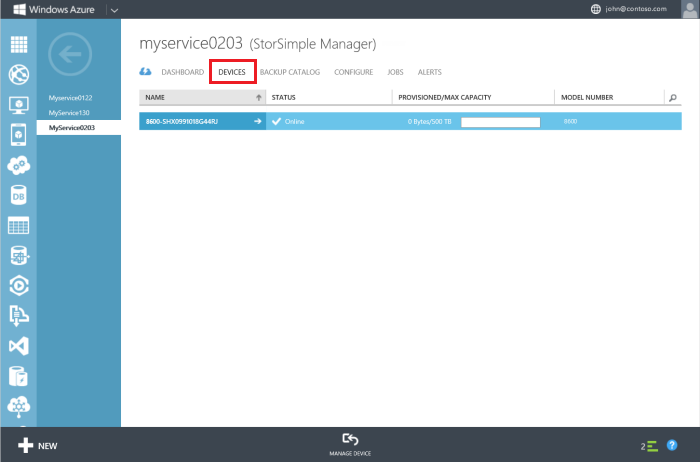 Windows Azure
john@contoso.com
myservice0203 (StorSimple Manager)
DASHBOARD DEVICES BACKUP CATALOG CONFIGURE JOBS ALERTS
Myservice0122
MyService130
MyService0203
NAME STATUS PROVISIONED/MAX CAPACITY MODEL NUMBER
8600-SHX0991018G44RJ Online 0 Bytes/500 TB 8600
DB
NEW
MANAGE DEVICE
2
?